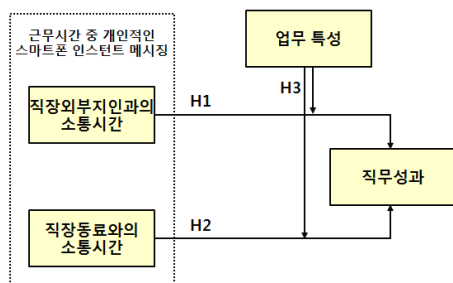 근무시간 중 개인적인
스마트폰 인스턴트 메시징
업무 특성
직장외부지인과의
소통시간
H1
H3
직무성과
직장동료와의
소통시간
H2